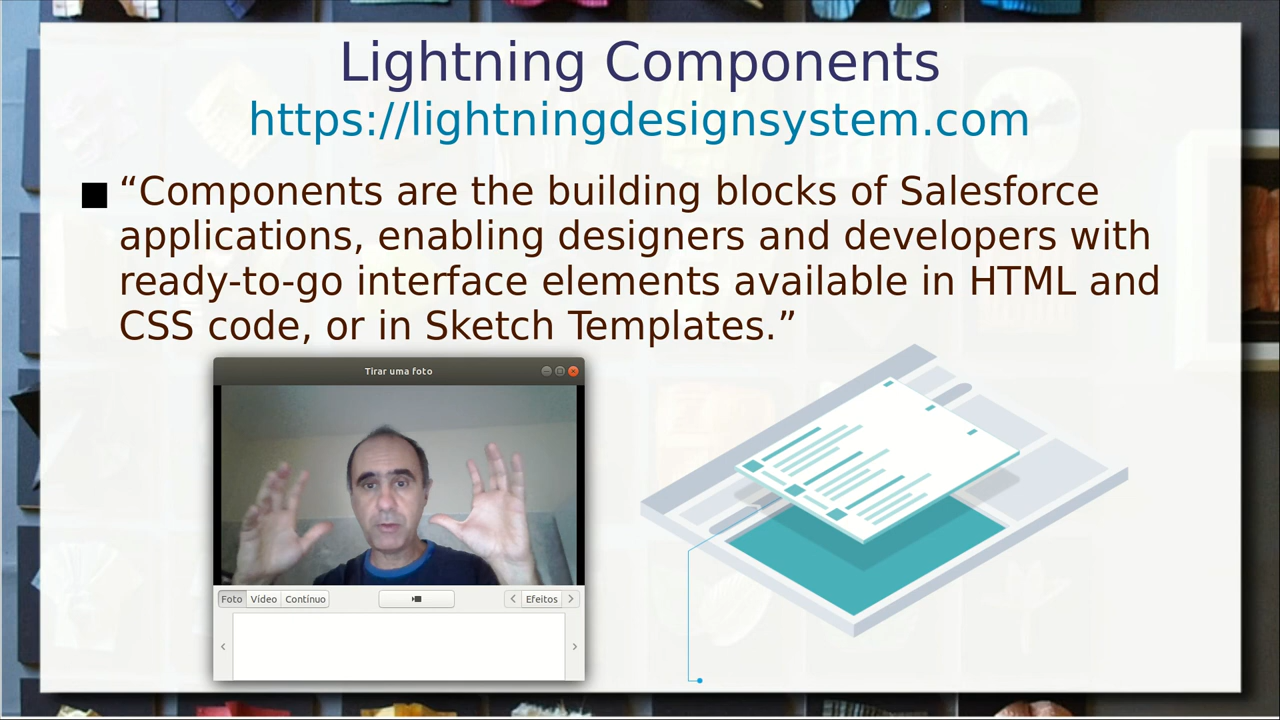 Lightning Components
https://lightningdesignsystem.com
“Components are the building blocks of Salesforce
applications, enabling designers and developers with
ready-to-go interface elements available in HTML and
CSS code, or in Sketch Templates.”
Tirar uma foto
Foto Vídeo Contínuo Efeitos